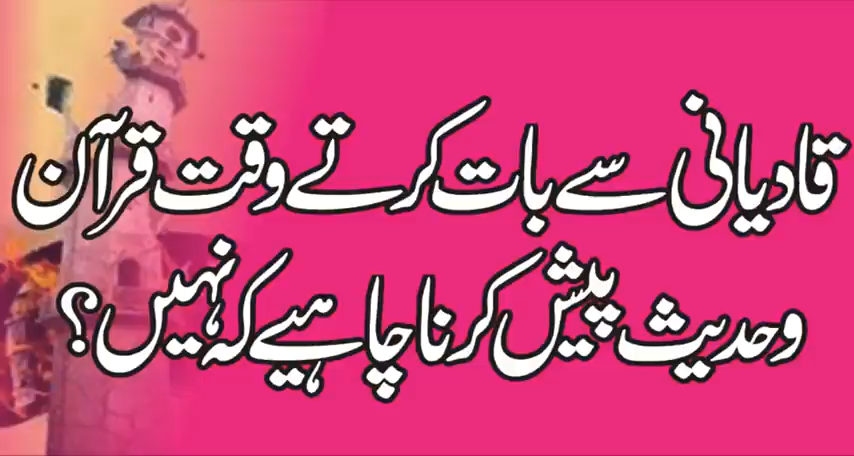 قادیانی سے بات کرتے وقت قرآن
وحدیث پیش کرنا چاہیے کہ نہیں؟